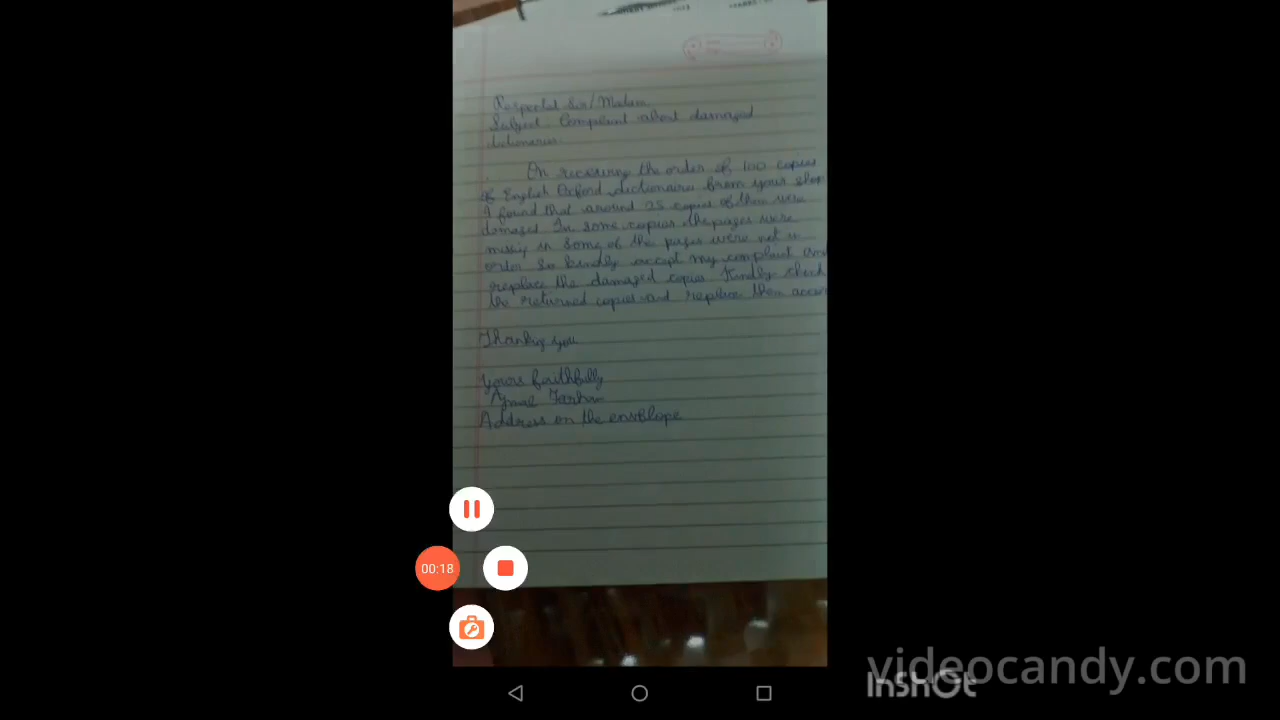 Respected Sir/Madam
Subject: Complaint about damaged
dictionaries.
On receiving the order of 100 copies
of English Oxford dictionaries from your shop
I found that around 25 copies of them were
damaged. In some copies the pages were
missing in some of the pages were not in
order So kindly accept my complaint and
replace the damaged copies. Kindly check
the returned copies and replace them
Thanking you
Yours faithfully
Farhan
Address on the envelope
00:18
videocandy.com
InShOt